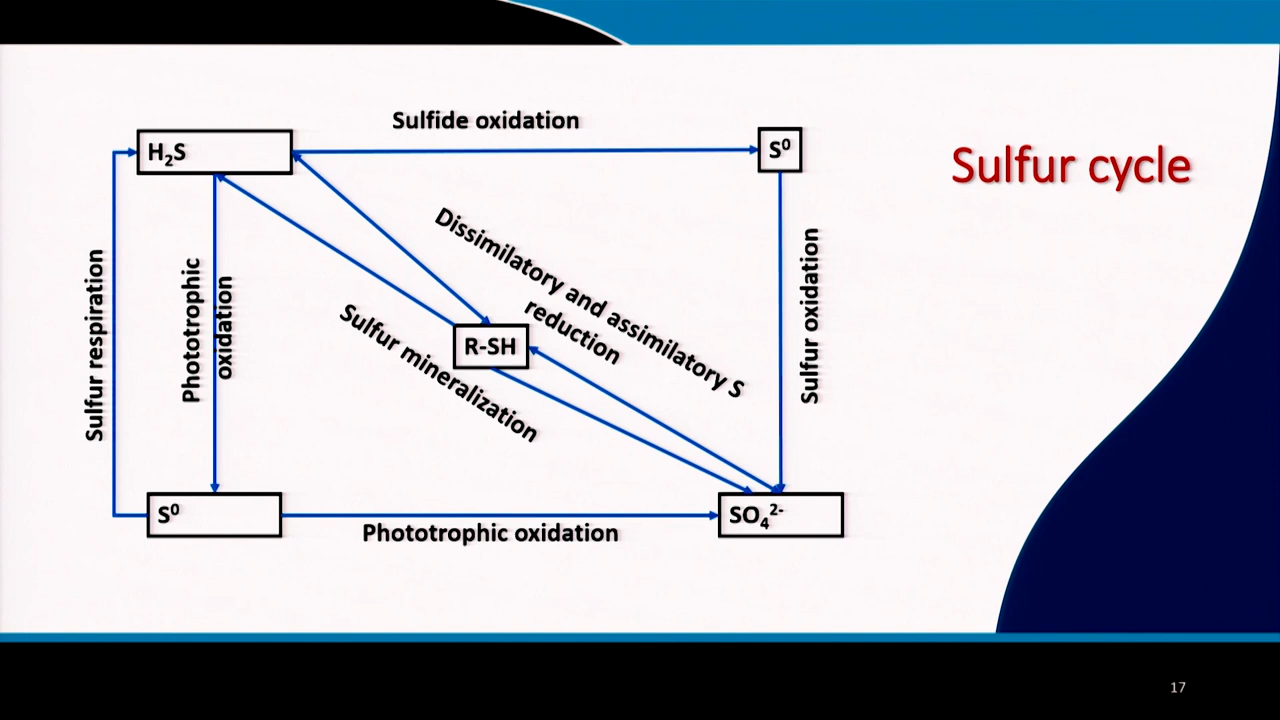 Sulfur cycle
Sulfide oxidation
H₂S
S⁰
Sulfur respiration
Phototrophic
oxidation
Dissimilatory and assimilatory S
reduction
Sulfur oxidation
R-SH
Sulfur mineralization
S⁰
Phototrophic oxidation
SO₄²⁻
17